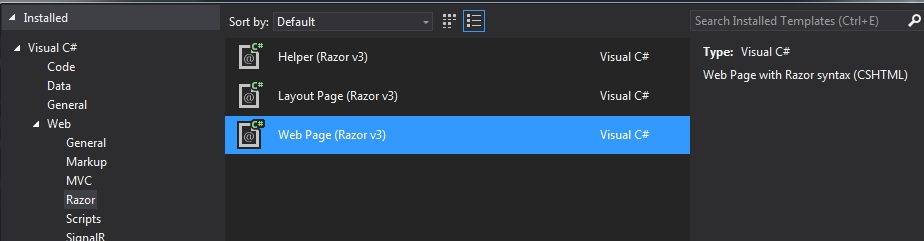 Installed
Visual C#
Code
Data
General
Web
General
Markup
MVC
Razor
Scripts
SignalR
Sort by: Default
C# @ Helper (Razor v3) Visual C#
C# @ Layout Page (Razor v3) Visual C#
C# @ Web Page (Razor v3) Visual C#
Search Installed Templates (Ctrl+E)
Type: Visual C#
Web Page with Razor syntax (CSHTML)